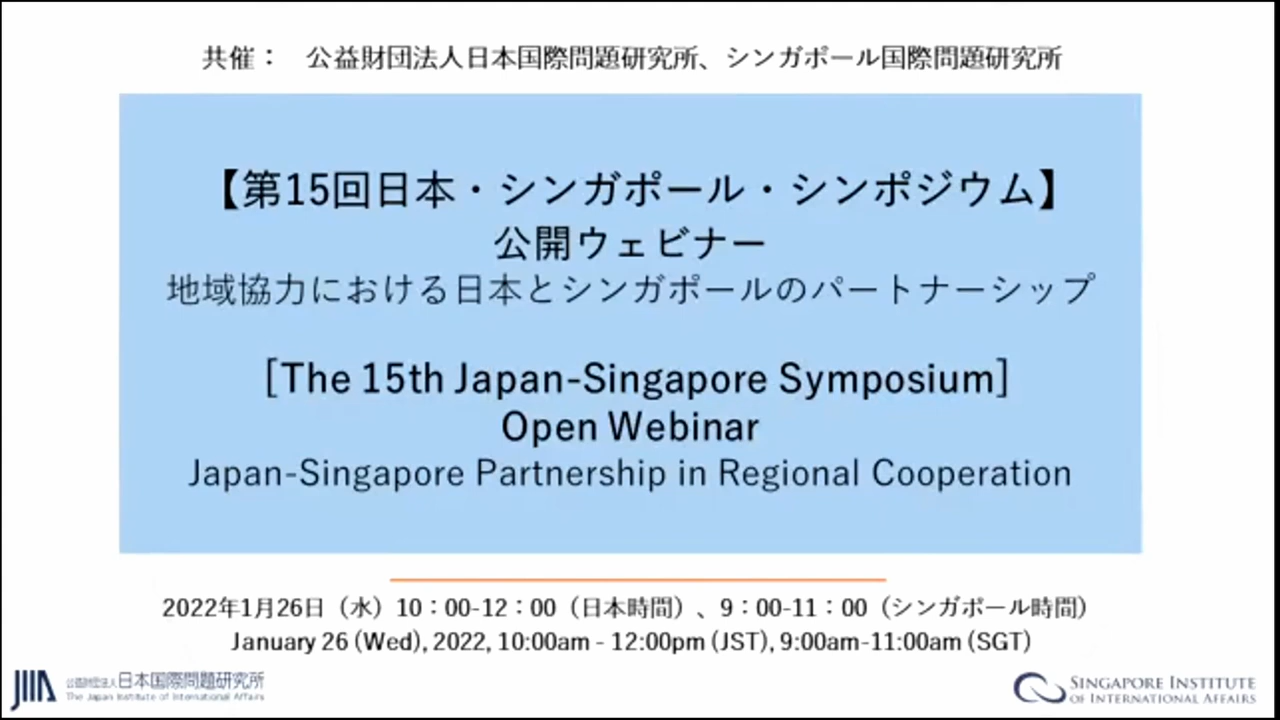 共催： 公益財団法人日本国際問題研究所、シンガポール国際問題研究所
【第15回日本・シンガポール・シンポジウム】
公開ウェビナー
地域協力における日本とシンガポールのパートナーシップ
[The 15th Japan-Singapore Symposium]
Open Webinar
Japan-Singapore Partnership in Regional Cooperation
2022年1月26日（水）10：00-12：00（日本時間）、9：00-11：00（シンガポール時間）
January 26 (Wed), 2022, 10:00am - 12:00pm (JST), 9:00am-11:00am (SGT)
JIIA 公益財団法人日本国際問題研究所
The Japan Institute of International Affairs
SINGAPORE INSTITUTE
OF INTERNATIONAL AFFAIRS